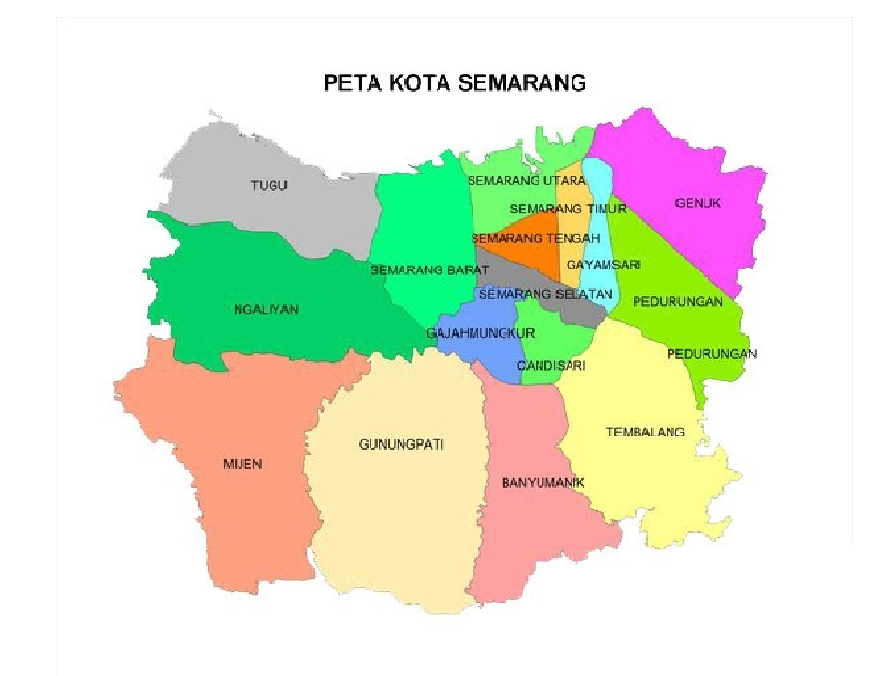 PETA KOTA SEMARANG
TUGU
SEMARANG UTARA
GENUK
SEMARANG TIMUR
SEMARANG TENGAH
GAYAMSARI
SEMARANG BARAT
SEMARANG SELATAN
PEDURUNGAN
NGALIYAN
GAJAHMUNGKUR
PEDURUNGAN
CANDISARI
TEMBALANG
GUNUNGPATI
MIJEN
BANYUMANIK